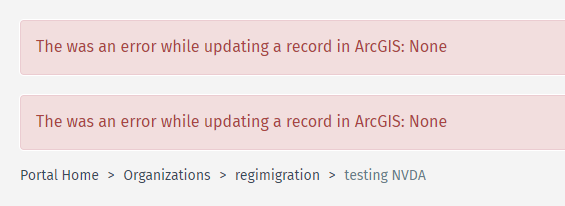 The was an error while updating a record in ArcGIS: None
The was an error while updating a record in ArcGIS: None
Portal Home > Organizations > regimigration > testing NVDA